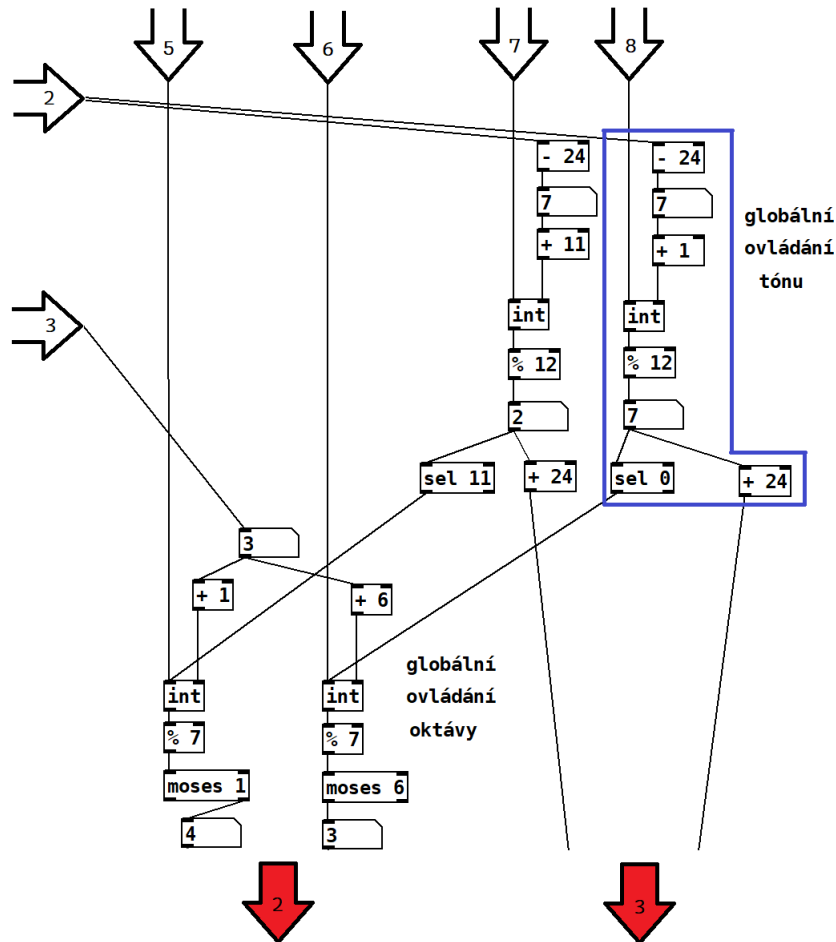 5
6
7
8
2
- 24
- 24
7
7
globální
ovládání
tónu
+ 11
+ 1
3
int
int
% 12
% 12
2
7
sel 11
+ 24
sel 0
+ 24
3
+ 1
+ 6
globální
ovládání
oktávy
int
int
% 7
% 7
moses 1
moses 6
4
3
2
3